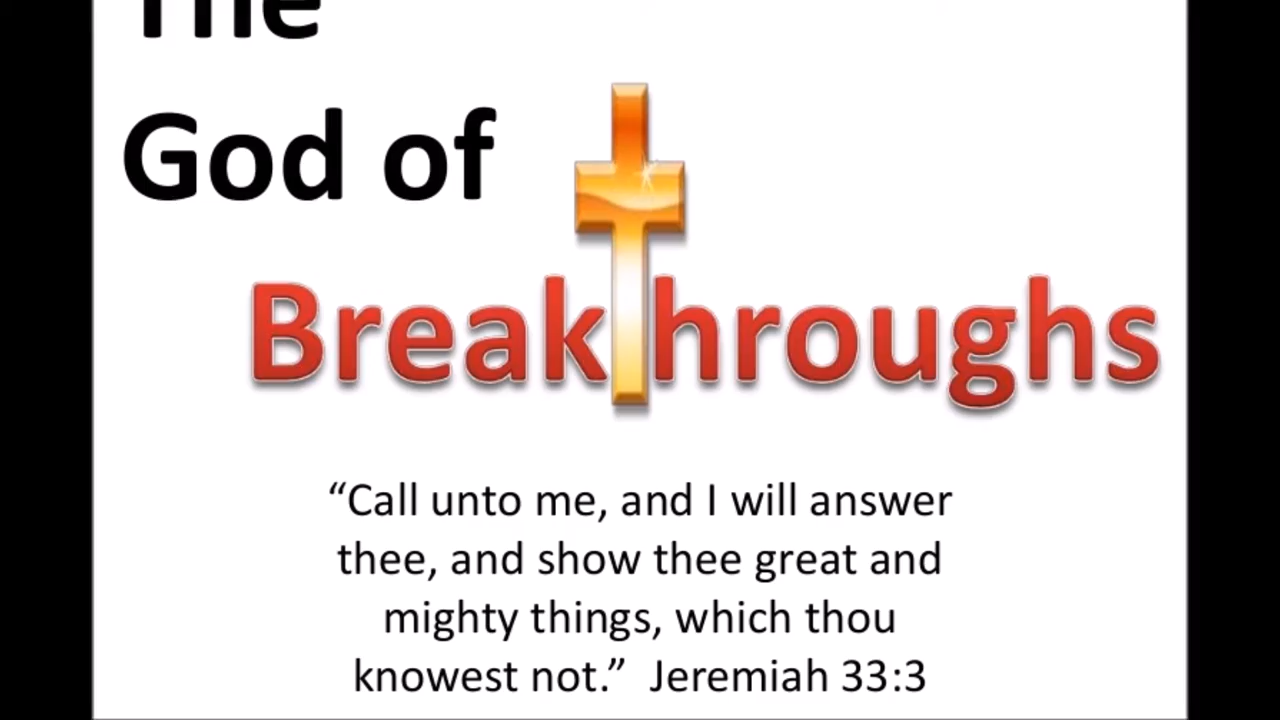 The
God of
Breakthroughs
“Call unto me, and I will answer
thee, and show thee great and
mighty things, which thou
knowest not.” Jeremiah 33:3